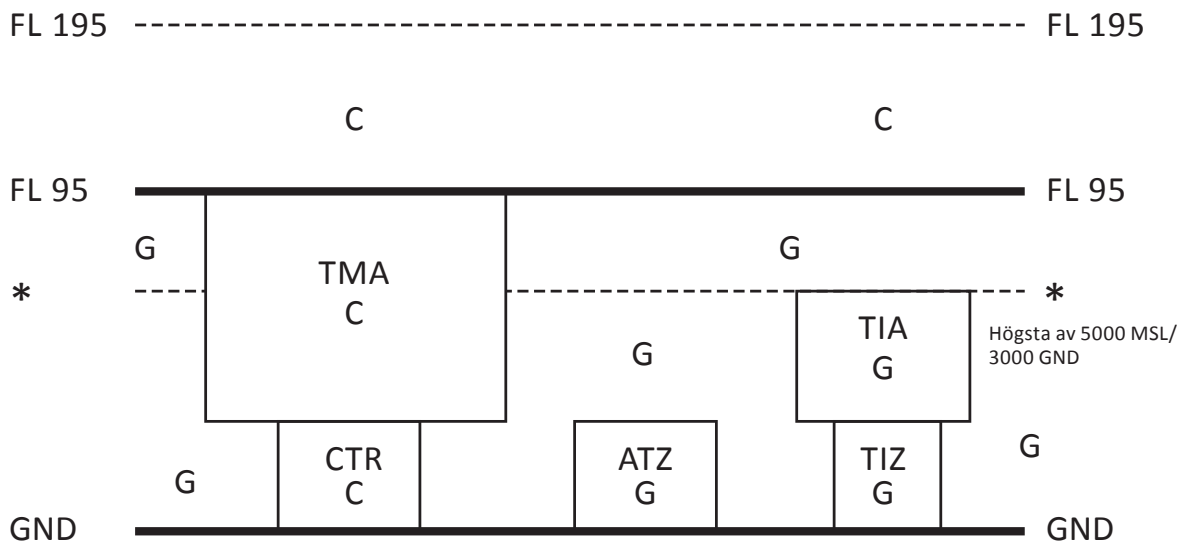 FL 195
FL 195
C
C
FL 95
FL 95
G
G
TMA
C
*
*
TIA
G
Högsta av 5000 MSL/
3000 GND
G
CTR
C
ATZ
G
TIZ
G
G
G
GND
GND